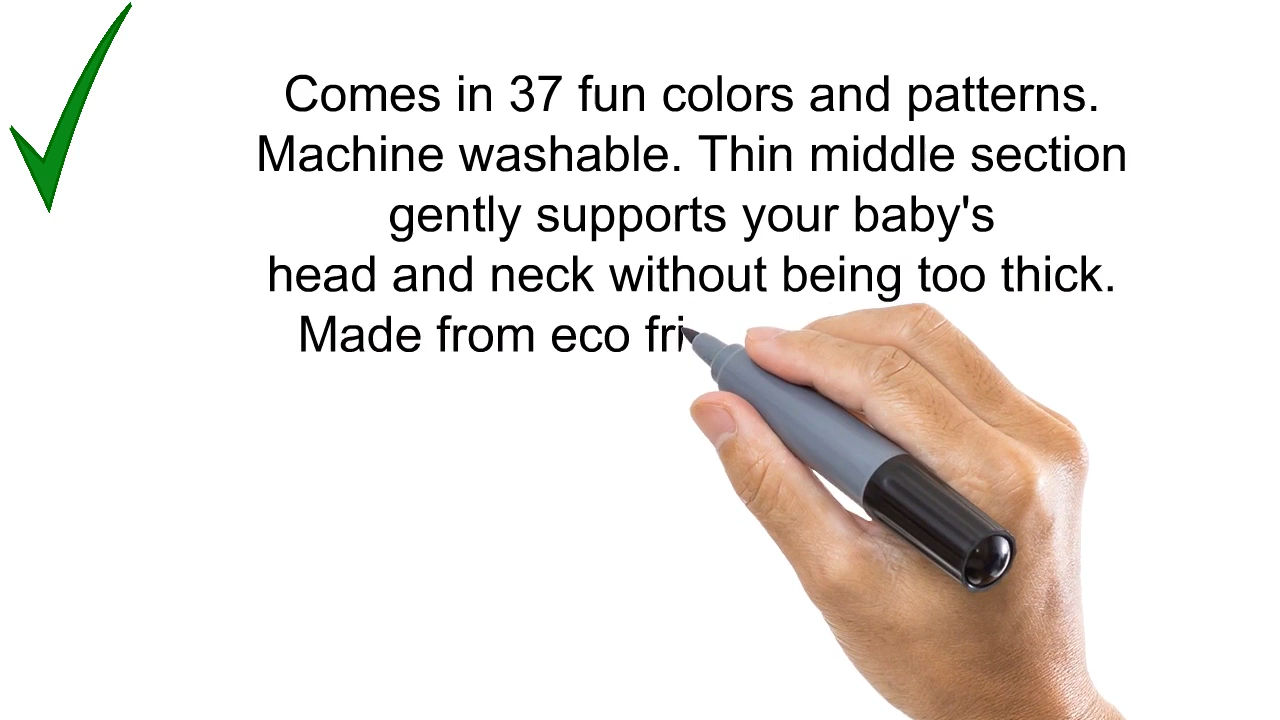 Comes in 37 fun colors and patterns.
Machine washable. Thin middle section
gently supports your baby's
head and neck without being too thick.
Made from eco fri